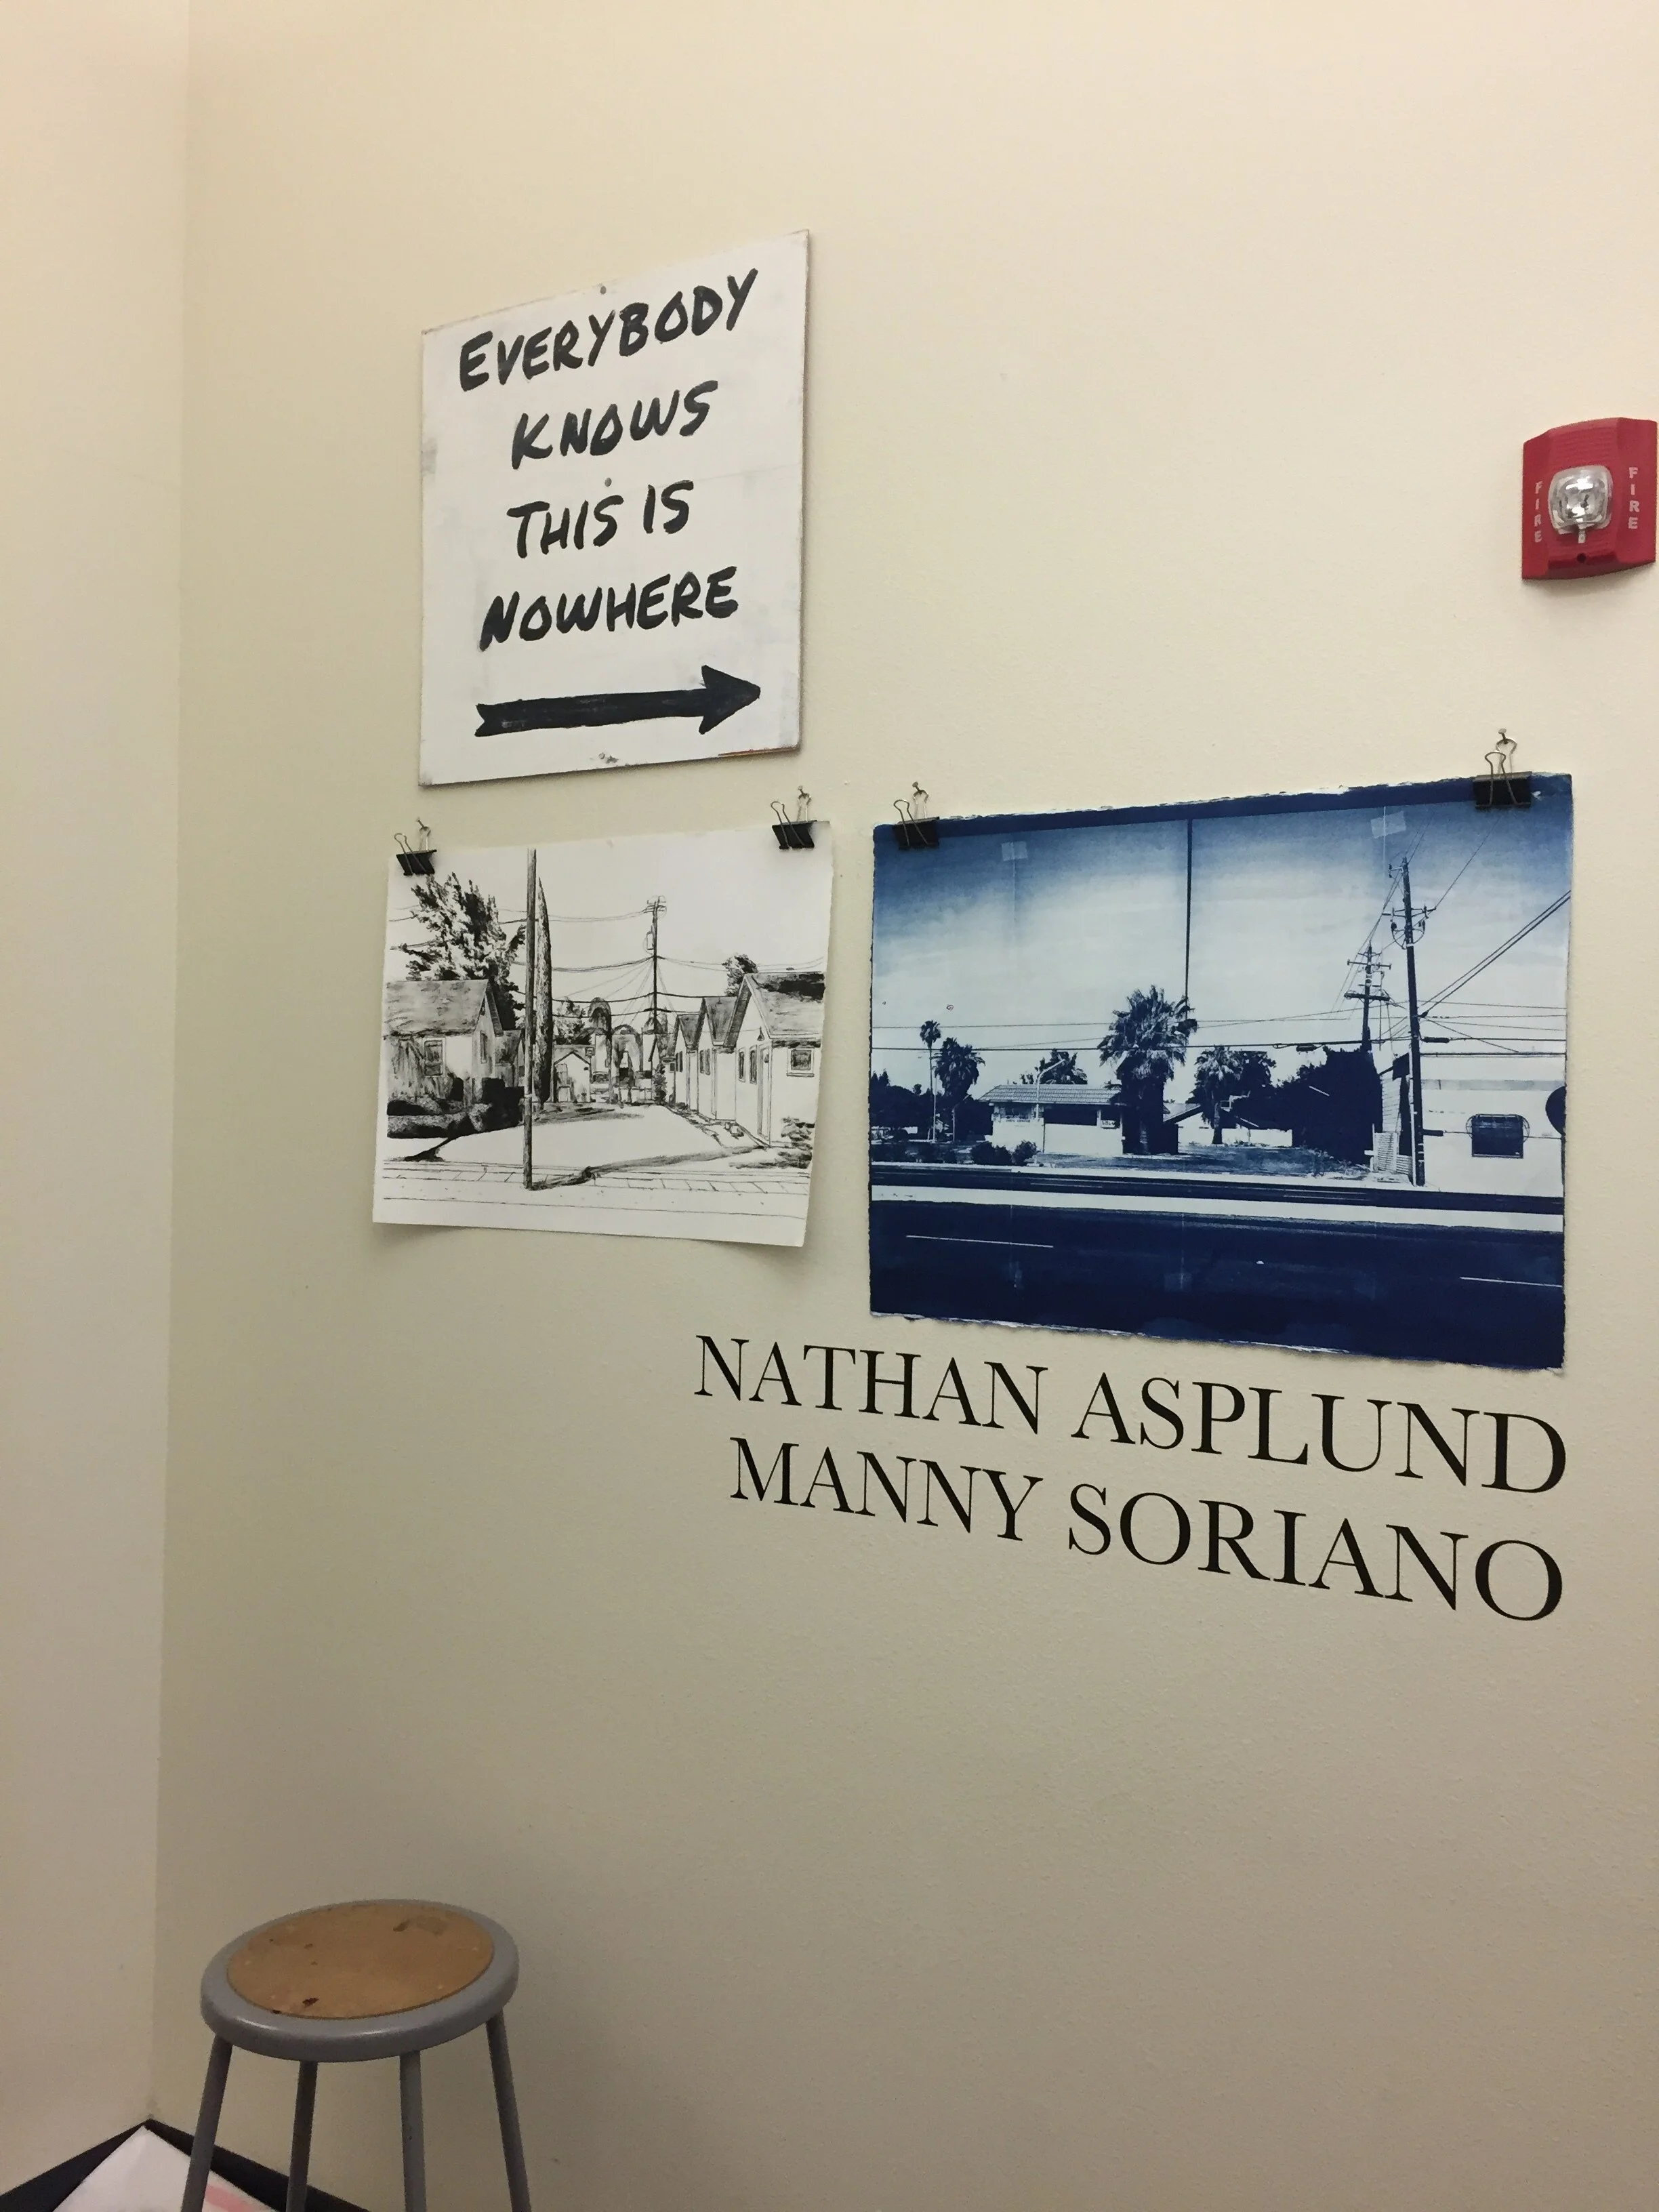 EVERYBODY
KNOWS
THIS IS
NOWHERE
FIRE
FIRE
NATHAN ASPLUND
MANNY SORIANO